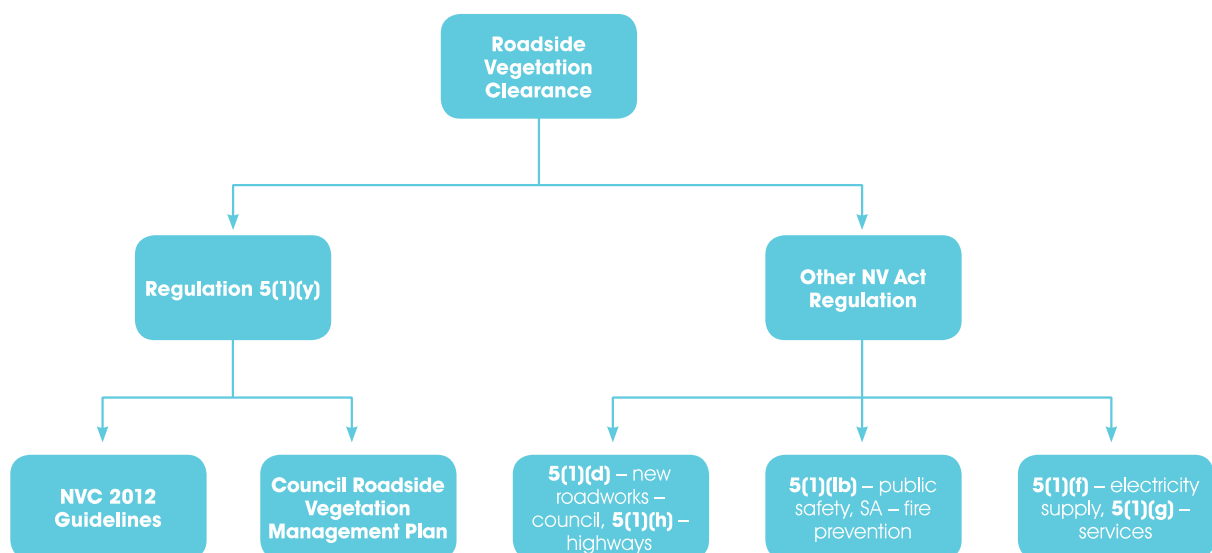 Roadside
Vegetation
Clearance
Regulation 5(1)(y)
Other NV Act
Regulation
NVC 2012
Guidelines
Council Roadside
Vegetation
Management Plan
5(1)(d) – new
roadworks –
council, 5(1)(h) –
highways
5(1)(lb) – public
safety, SA – fire
prevention
5(1)(f) – electricity
supply, 5(1)(g) –
services